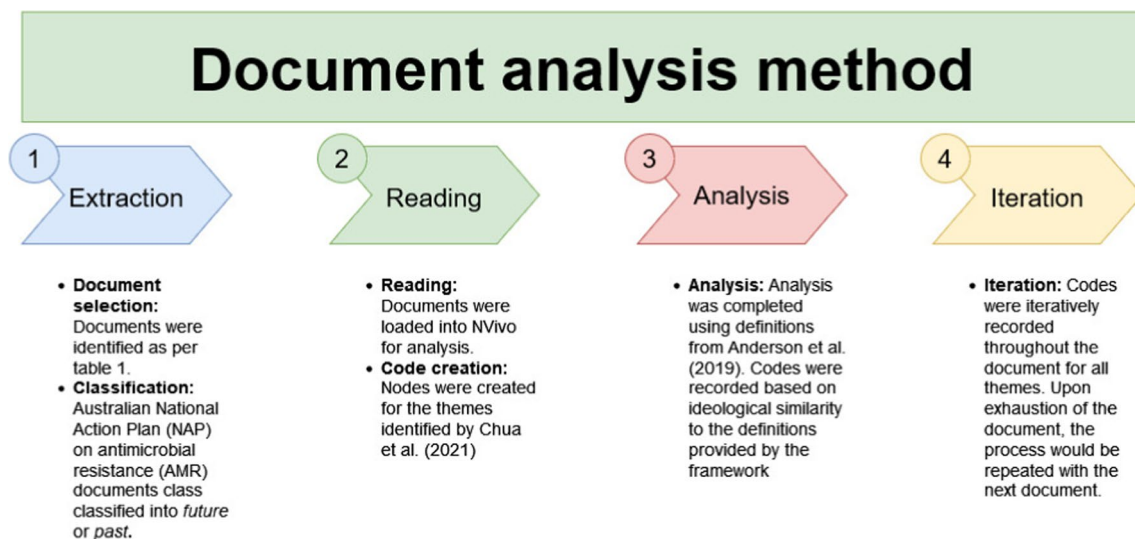 Document analysis method
1
Extraction
2
Reading
3
Analysis
4
Iteration
• Document
selection:
Documents were
identified as per
table 1.
• Classification:
Australian National
Action Plan (NAP)
on antimicrobial
resistance (AMR)
documents class
classified into future
or past.
• Reading:
Documents were
loaded into NVivo
for analysis.
• Code creation:
Nodes were created
for the themes
identified by Chua
et al. (2021)
• Analysis: Analysis
was completed
using definitions
from Anderson et al.
(2019). Codes were
recorded based on
ideological similarity
to the definitions
provided by the
framework
• Iteration: Codes
were iteratively
recorded
throughout the
document for all
themes. Upon
exhaustion of the
document, the
process would be
repeated with the
next document.